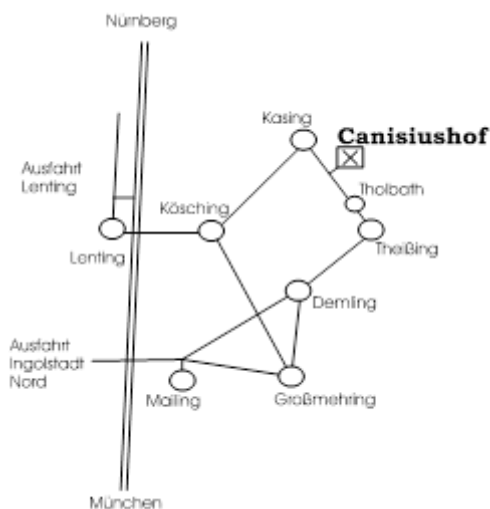 Nürnberg
Kasing
Canisiushof
Ausfahrt
Lenting
Kösching
Tholbath
Lenting
Theißing
Demling
Ausfahrt
Ingolstadt
Nord
Mailing
Großmehring
München